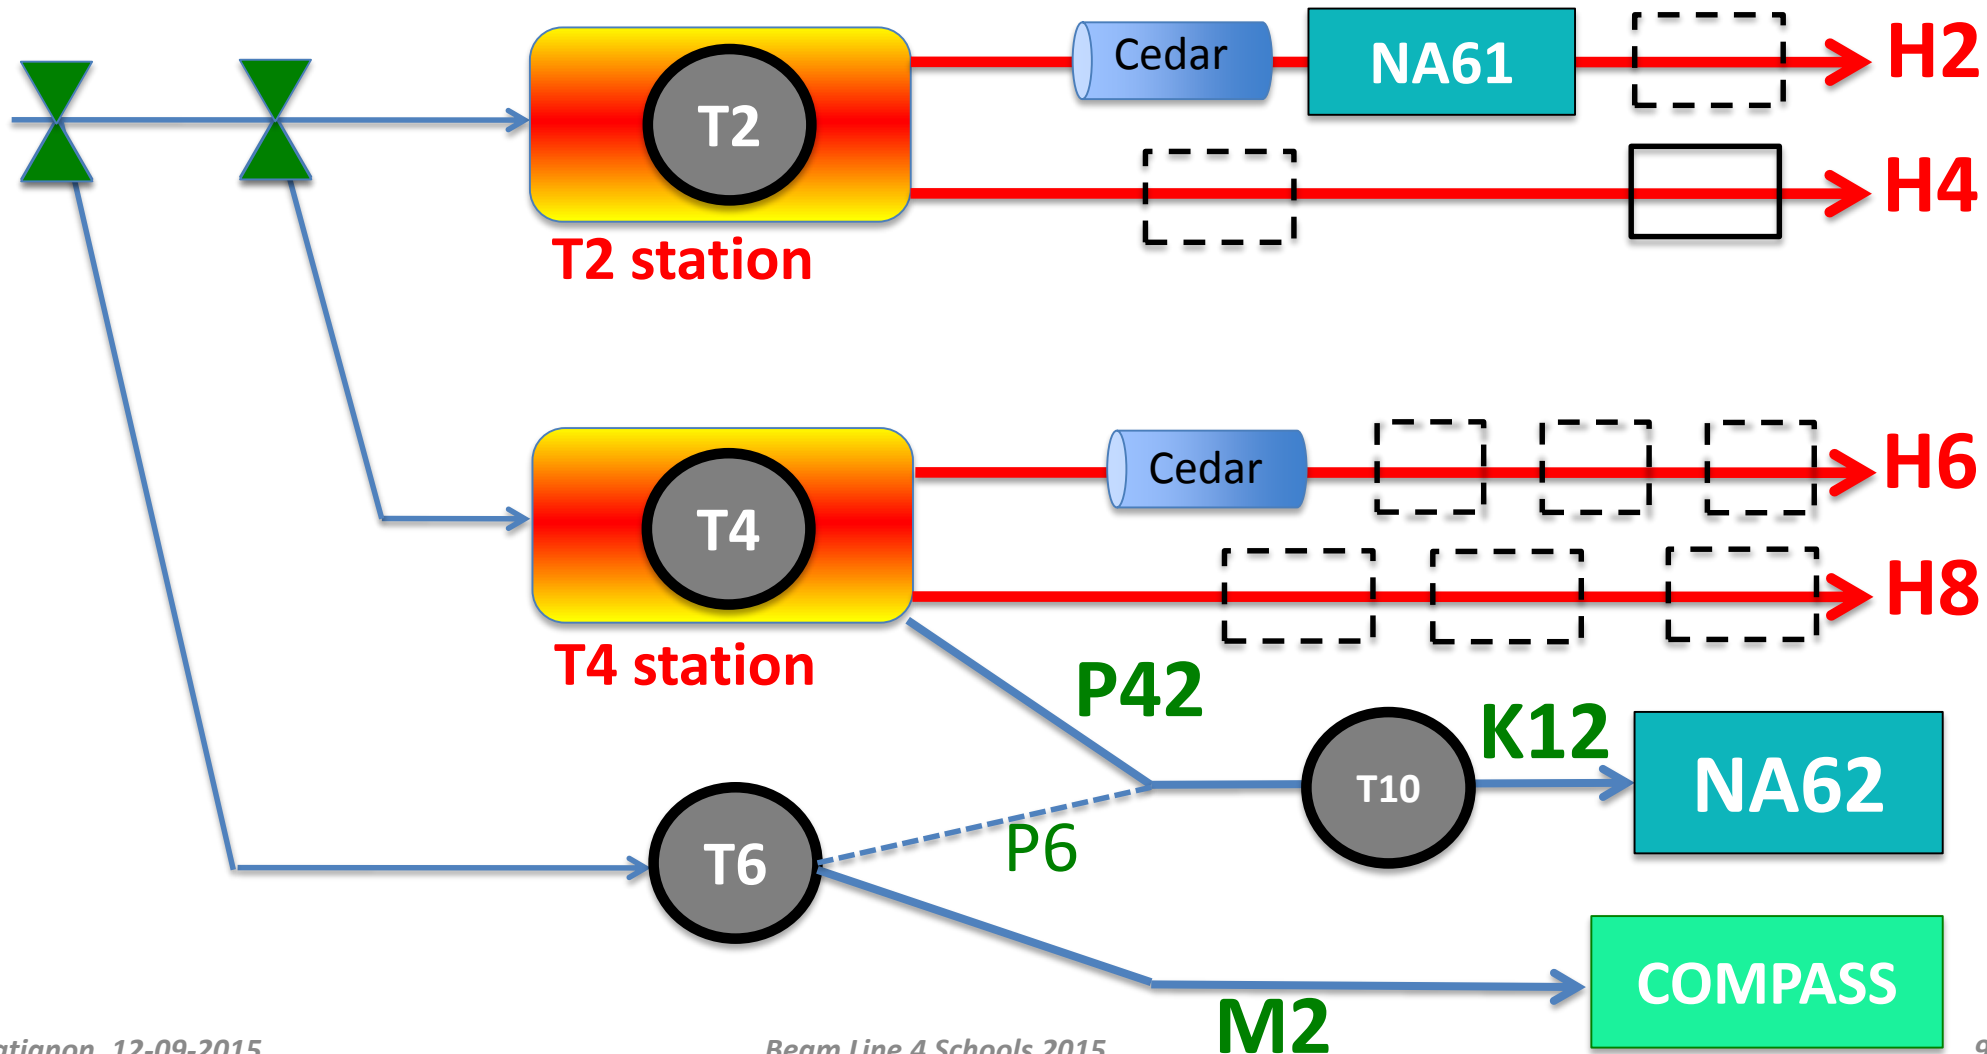 Cedar
NA61
H2
T2
H4
T2 station
Cedar
H6
T4
H8
T4 station
P42
K12
T10
NA62
P6
T6
COMPASS
M2
12-09-2015
Beam Line 4 Schools 2015